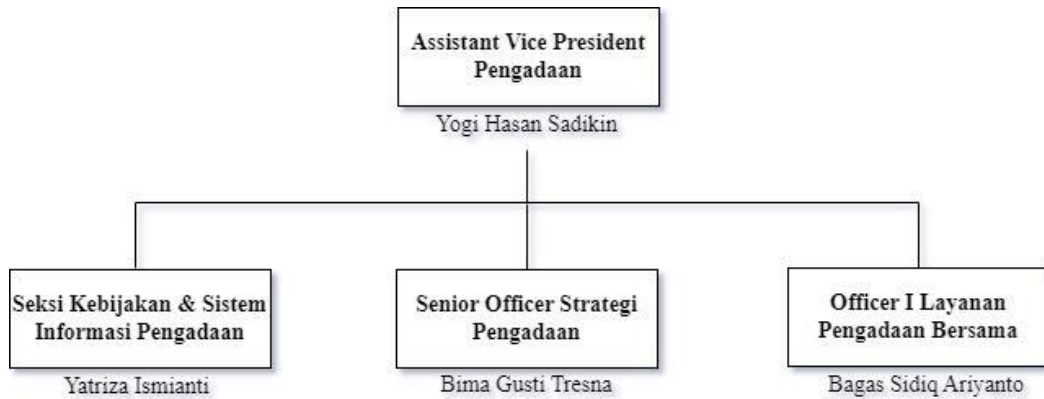 Assistant Vice President
Pengadaan
Yogi Hasan Sadikin
Seksi Kebijakan & Sistem
Informasi Pengadaan
Yatriza Ismianti
Senior Officer Strategi
Pengadaan
Bima Gusti Tresna
Officer I Layanan
Pengadaan Bersama
Bagas Sidiq Ariyanto